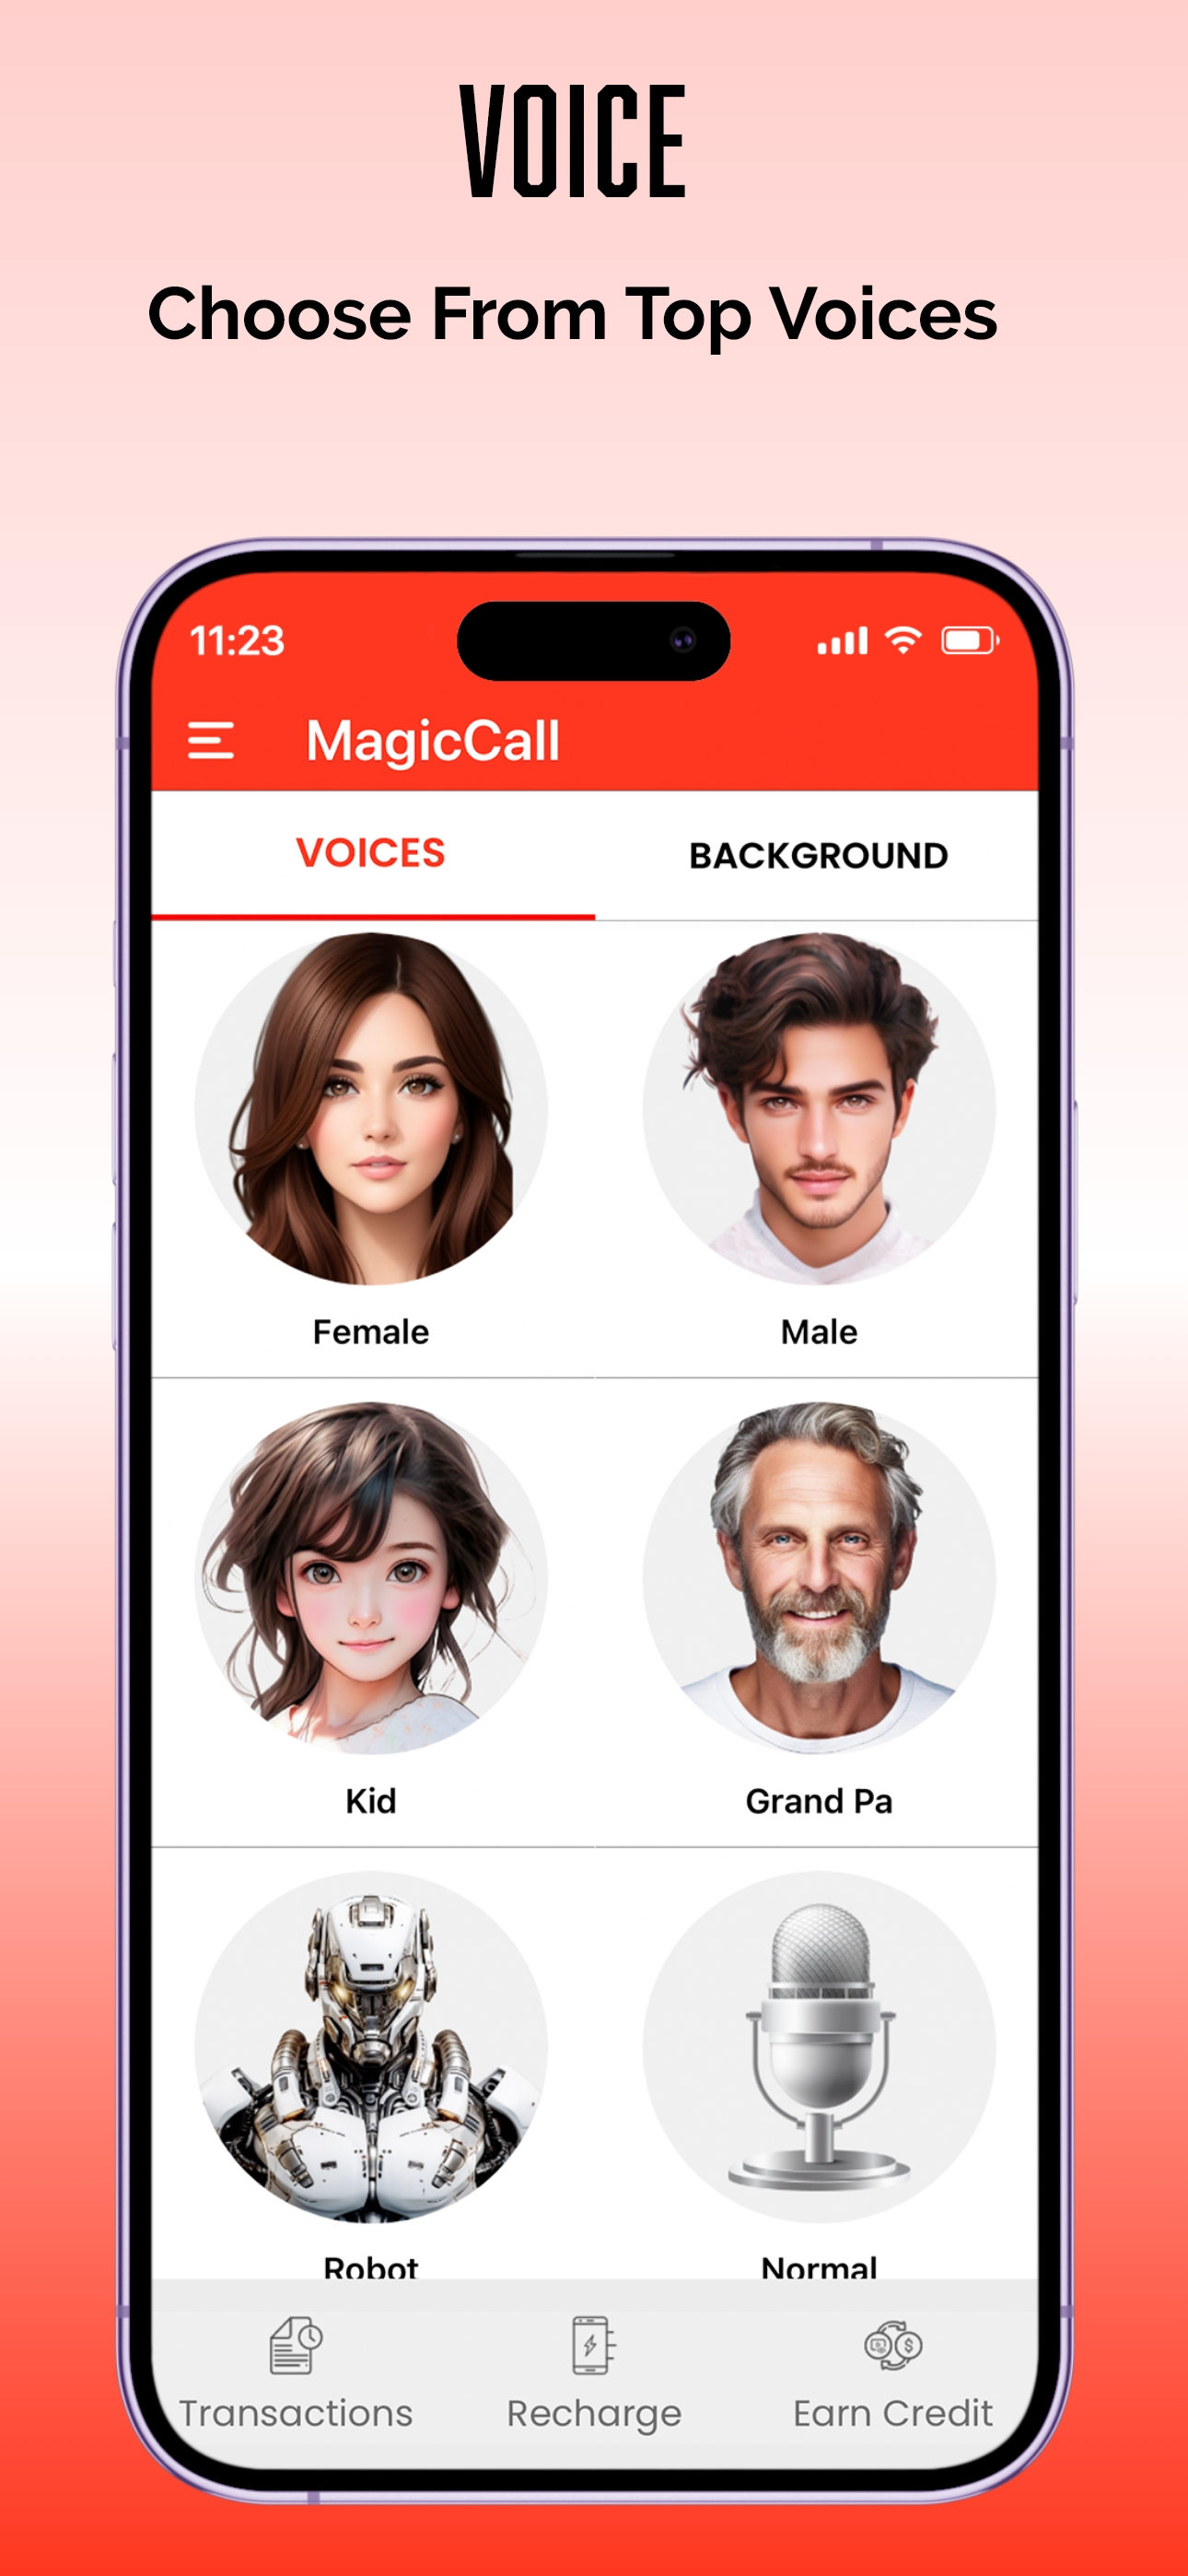 VOICE
Choose From Top Voices
11:23
MagicCall
VOICES
BACKGROUND
Female
Male
Kid
Grand Pa
Robot
Normal
Transactions
Recharge
Earn Credit